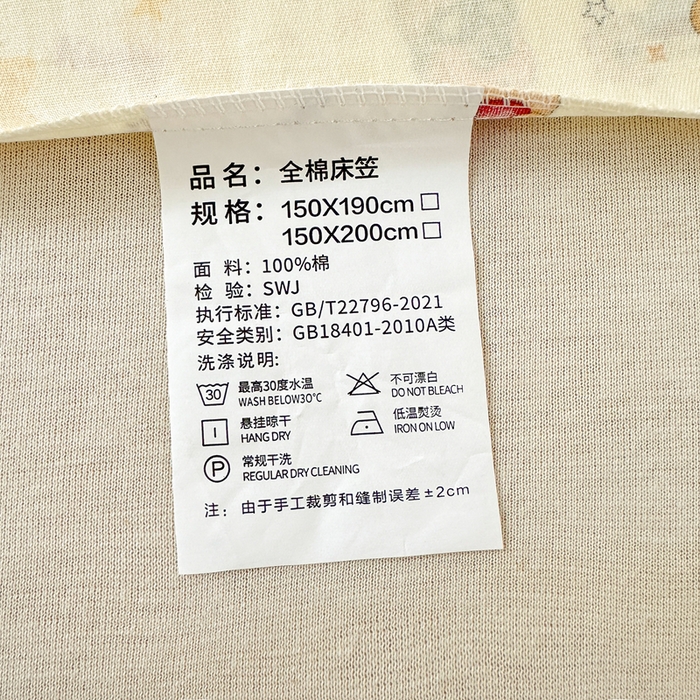 品 名： 全棉床笠
规 格： 150X190cm □
150X200cm □
面 料： 100%棉
检 验： SWJ
执行标准： GB/T22796-2021
安全类别： GB18401-2010A类
洗涤说明：
30 最高30度水温 不可漂白
WASH BELOW30℃ DO NOT BLEACH
悬挂晾干 低温熨烫
HANG DRY IRON ON LOW
P 常规干洗
REGULAR DRY CLEANING
注： 由于手工裁剪和缝制误差±2cm